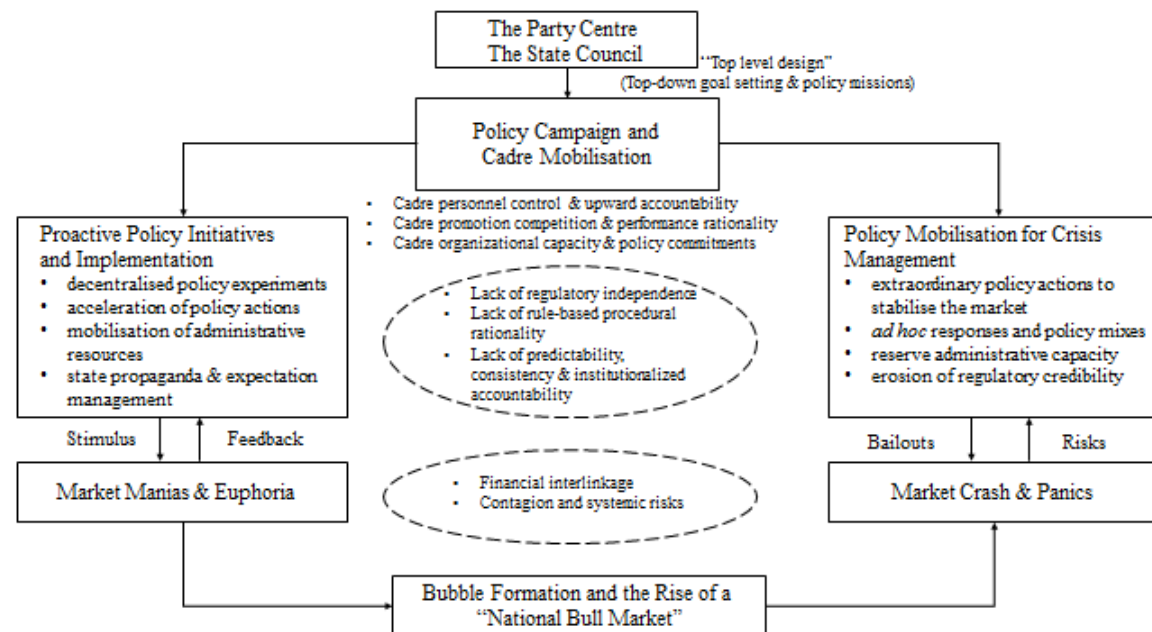 The Party Centre
The State Council
“Top level design”
(Top-down goal setting & policy missions)
Policy Campaign and
Cadre Mobilisation
▪ Cadre personnel control & upward accountability
▪ Cadre promotion competition & performance rationality
▪ Cadre organizational capacity & policy commitments
Proactive Policy Initiatives
and Implementation
• decentralised policy experiments
• acceleration of policy actions
• mobilisation of administrative
resources
• state propaganda & expectation
management
• Lack of regulatory independence
• Lack of rule-based procedural
rationality
• Lack of predictability,
consistency & institutionalized
accountability
Policy Mobilisation for Crisis
Management
• extraordinary policy actions to
stabilise the market
• ad hoc responses and policy mixes
• reserve administrative capacity
• erosion of regulatory credibility
Stimulus
Feedback
Bailouts
Risks
Market Manias & Euphoria
• Financial interlinkage
• Contagion and systemic risks
Market Crash & Panics
Bubble Formation and the Rise of a
“National Bull Market”